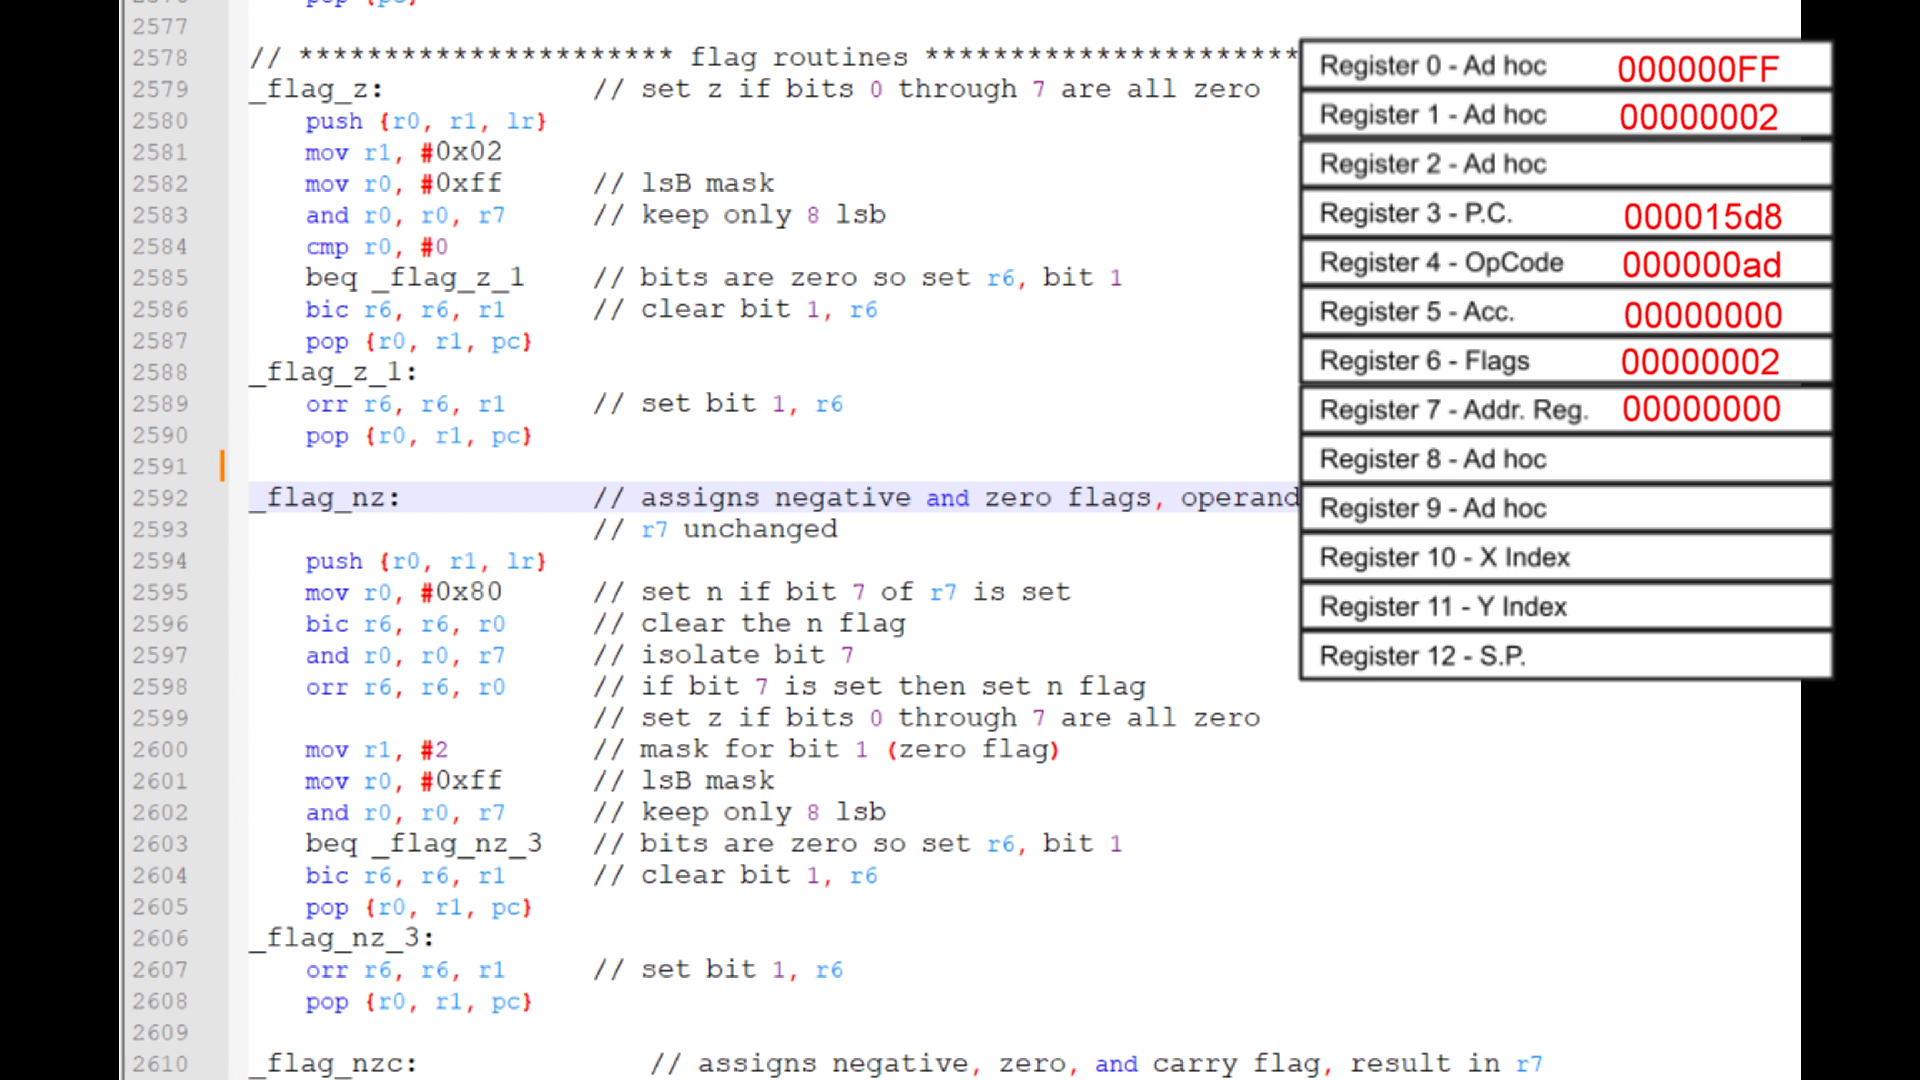 2577
2578 // ********************** flag routines **********************
2579 _flag_z: // set z if bits 0 through 7 are all zero
2580 push {r0, r1, lr}
2581 mov r1, #0x02
2582 mov r0, #0xff // lsB mask
2583 and r0, r0, r7 // keep only 8 lsb
2584 cmp r0, #0
2585 beq _flag_z_1 // bits are zero so set r6, bit 1
2586 bic r6, r6, r1 // clear bit 1, r6
2587 pop {r0, r1, pc}
2588 _flag_z_1:
2589 orr r6, r6, r1 // set bit 1, r6
2590 pop {r0, r1, pc}
2591
2592 _flag_nz: // assigns negative and zero flags, operand
2593 // r7 unchanged
2594 push {r0, r1, lr}
2595 mov r0, #0x80 // set n if bit 7 of r7 is set
2596 bic r6, r6, r0 // clear the n flag
2597 and r0, r0, r7 // isolate bit 7
2598 orr r6, r6, r0 // if bit 7 is set then set n flag
2599 // set z if bits 0 through 7 are all zero
2600 mov r1, #2 // mask for bit 1 (zero flag)
2601 mov r0, #0xff // lsB mask
2602 and r0, r0, r7 // keep only 8 lsb
2603 beq _flag_nz_3 // bits are zero so set r6, bit 1
2604 bic r6, r6, r1 // clear bit 1, r6
2605 pop {r0, r1, pc}
2606 _flag_nz_3:
2607 orr r6, r6, r1 // set bit 1, r6
2608 pop {r0, r1, pc}
2609
2610 _flag_nzc: // assigns negative, zero, and carry flag, result in r7
Register 0 - Ad hoc 000000FF
Register 1 - Ad hoc 00000002
Register 2 - Ad hoc
Register 3 - P.C. 000015d8
Register 4 - OpCode 000000ad
Register 5 - Acc. 00000000
Register 6 - Flags 00000002
Register 7 - Addr. Reg. 00000000
Register 8 - Ad hoc
Register 9 - Ad hoc
Register 10 - X Index
Register 11 - Y Index
Register 12 - S.P.